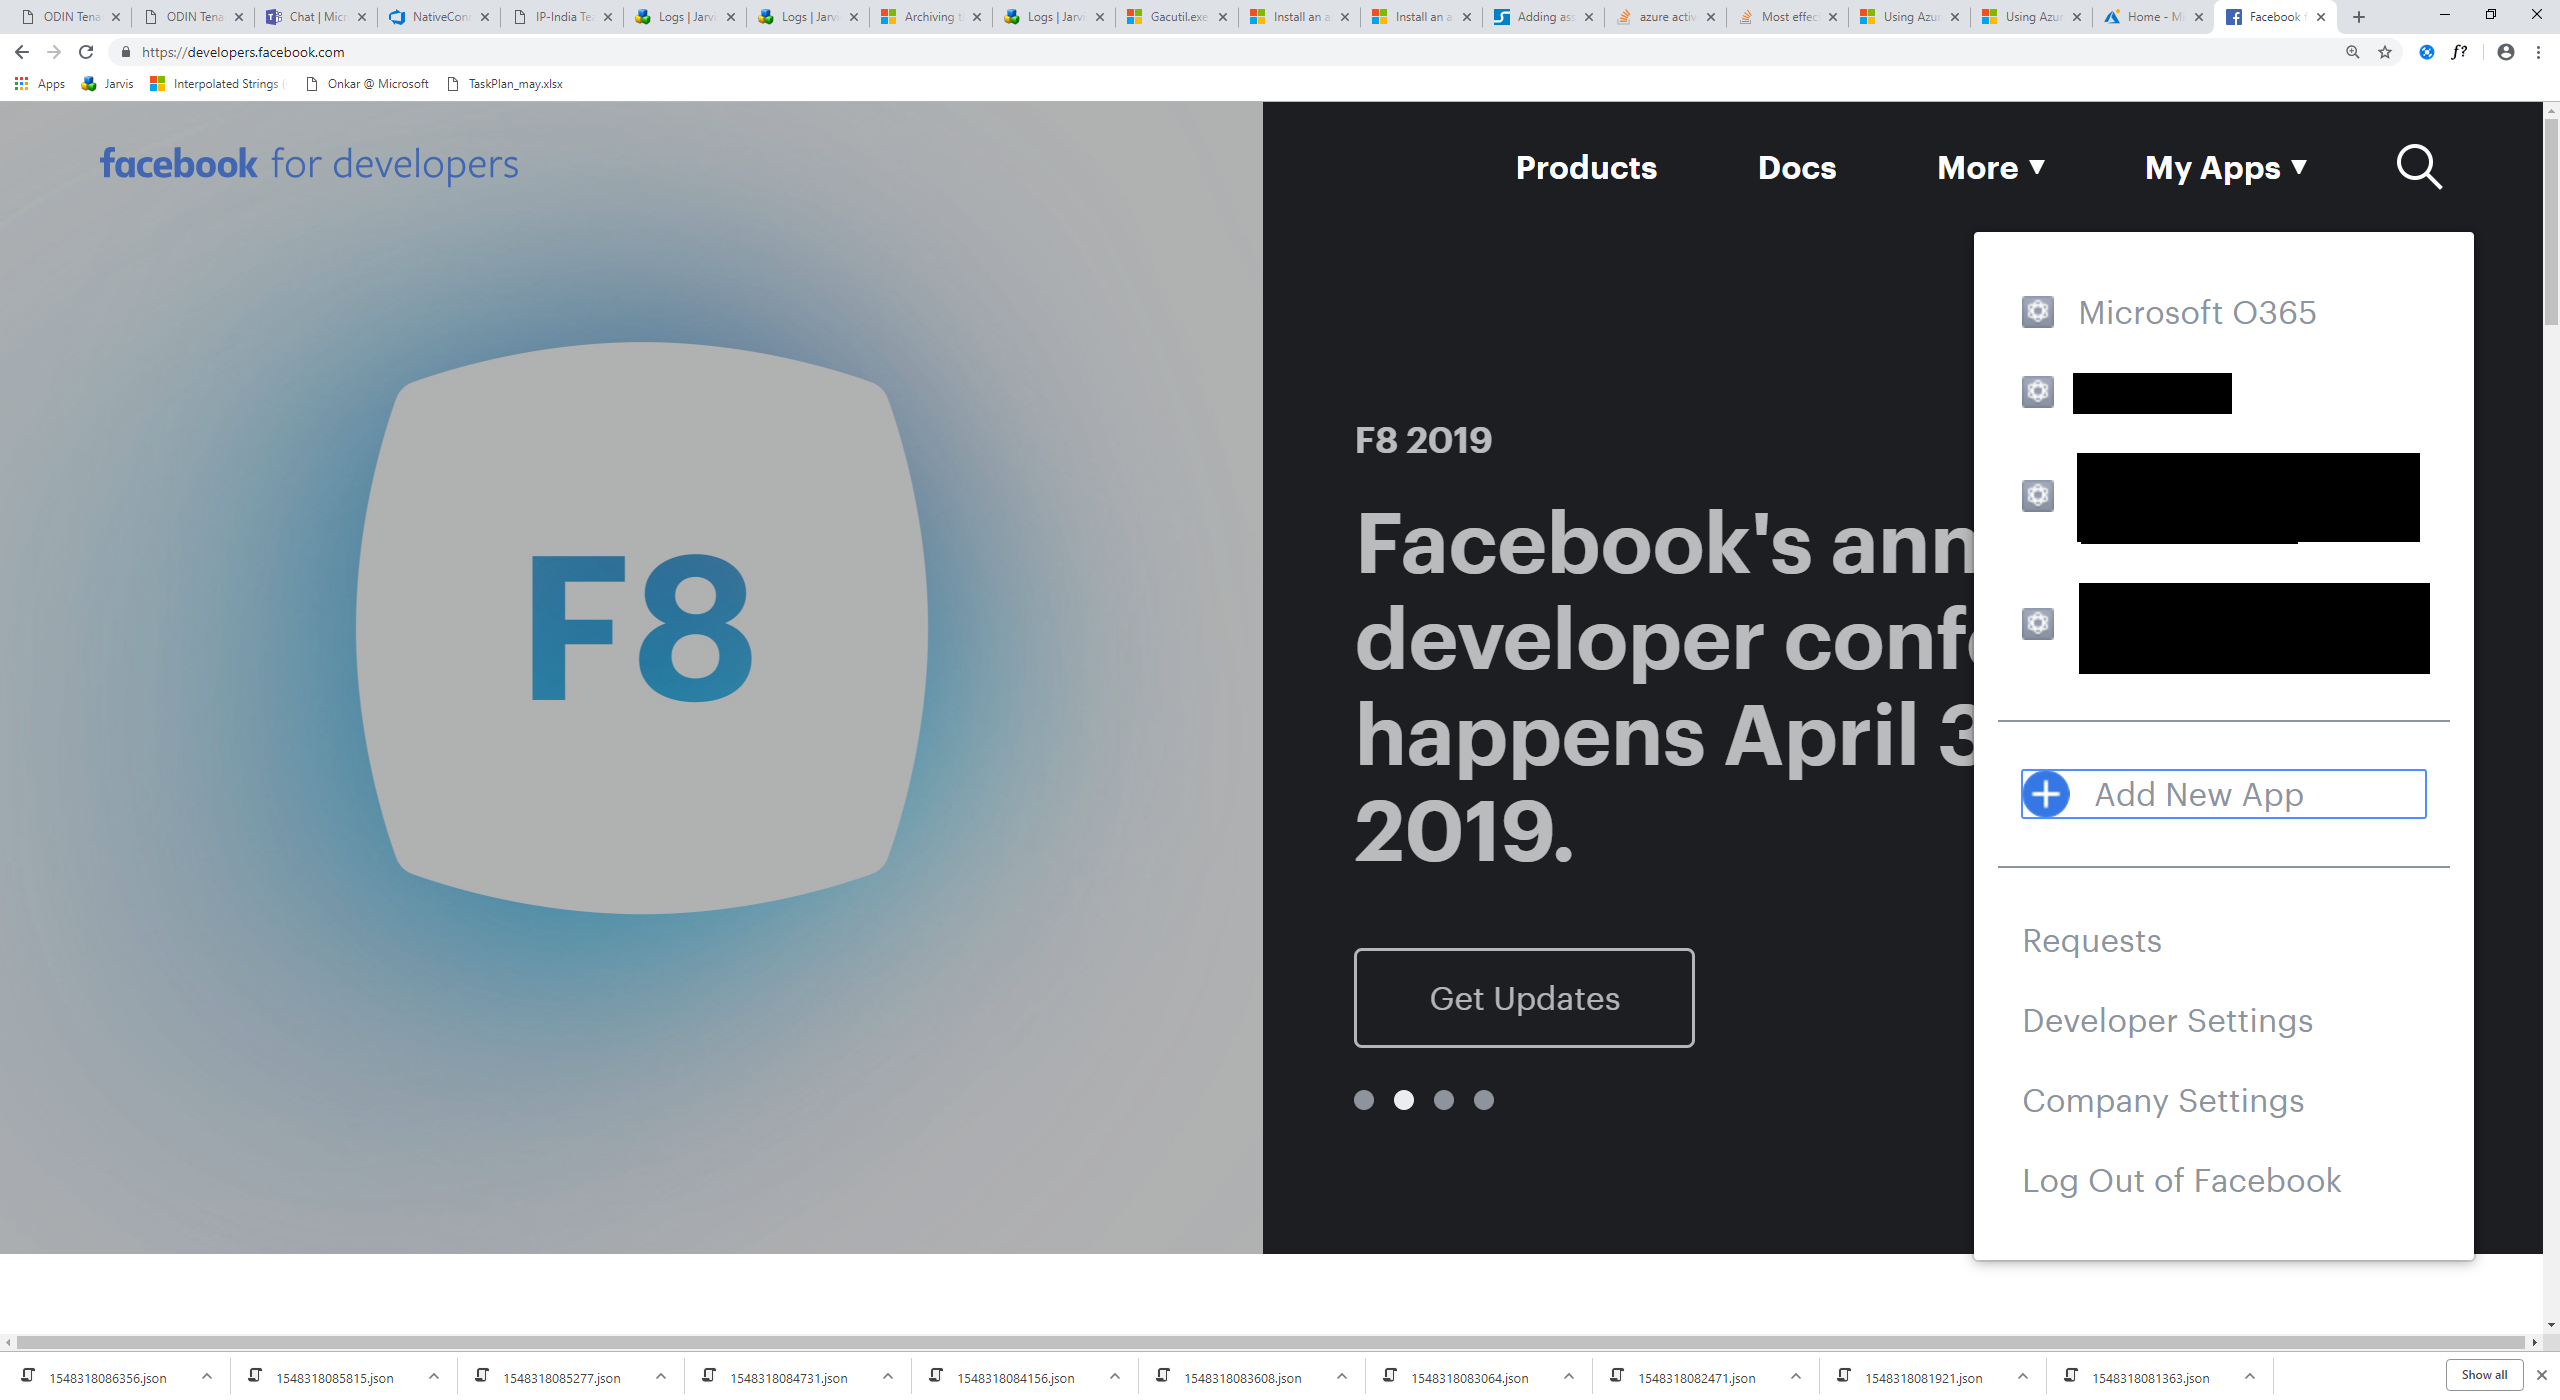 ODIN Tena
ODIN Tena
Chat | Micr
NativeCon
IP-India Te
Logs | Jarvi
Logs | Jarvi
Archiving
Logs | Jarvi
Gacutil.exe
Install an a
Install an a
Adding ass
azure activ
Most effec
Using Azur
Using Azur
Home - M
Facebook f
https://developers.facebook.com
f?
Apps
Jarvis
Interpolated Strings
Onkar @ Microsoft
TaskPlan_may.xlsx
facebook for developers
Products
Docs
More ▼
My Apps ▼
F8
F8 2019
Facebook's ann
developer conf
happens April 3
2019.
Get Updates
Microsoft O365
Add New App
Requests
Developer Settings
Company Settings
Log Out of Facebook
1548318086356.json
1548318085815.json
1548318085277.json
1548318084731.json
1548318084156.json
1548318083608.json
1548318083064.json
1548318082471.json
1548318081921.json
1548318081363.json
Show all